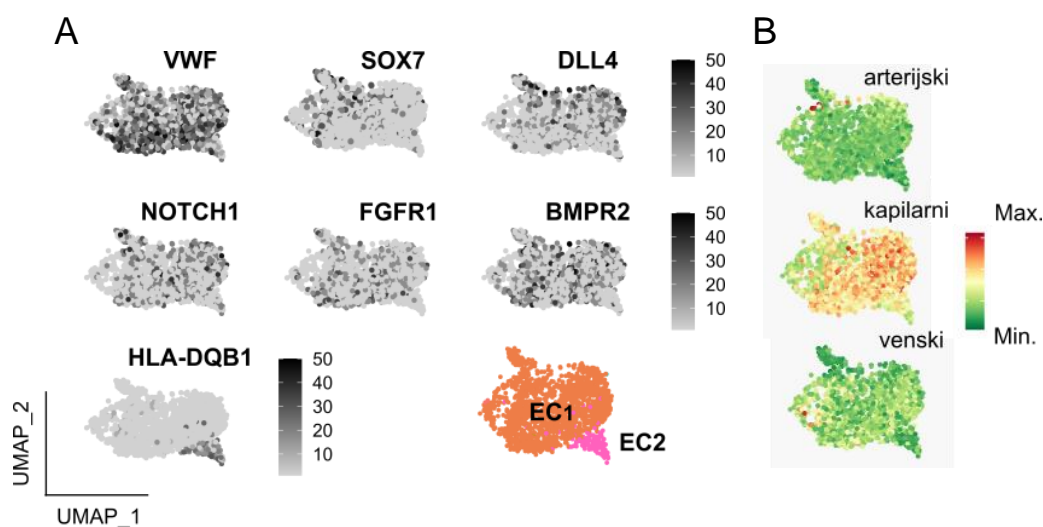 A
VWF
SOX7
DLL4
50
40
30
20
10
NOTCH1
FGFR1
BMPR2
50
40
30
20
10
HLA-DQB1
50
40
30
20
10
EC1
EC2
UMAP_2
UMAP_1
B
arterijski
kapilarni
venski
Max.
Min.